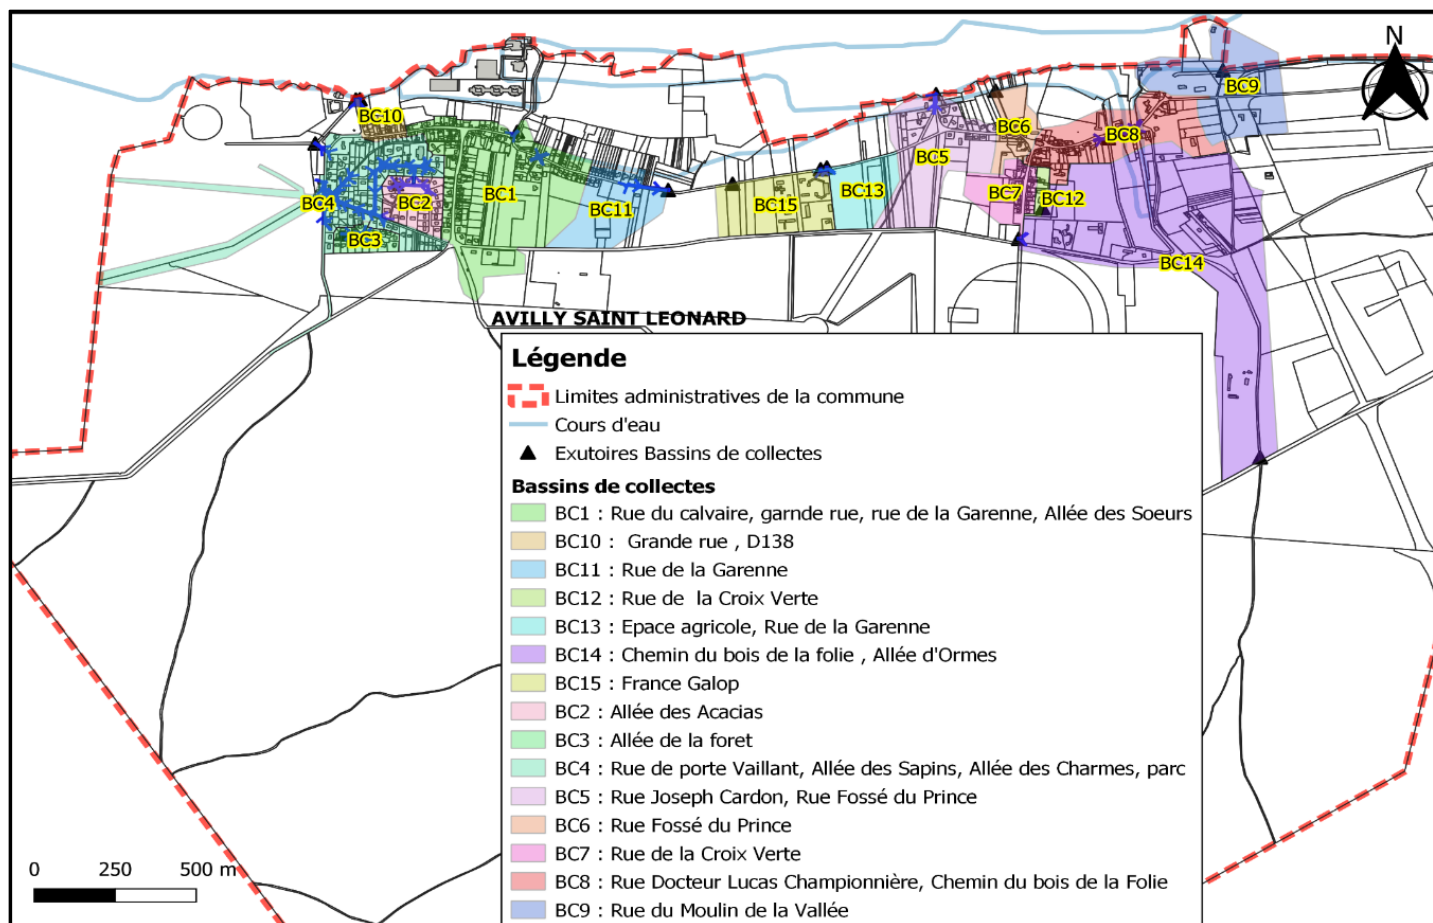 N
BC10
BC9
BC6
BC8
BC5
BC4
BC2
BC1
BC11
BC15
BC13
BC7
BC12
BC3
BC14
AVILLY SAINT LEONARD
Légende
Limites administratives de la commune
Cours d'eau
Exutoires Bassins de collectes
Bassins de collectes
BC1 : Rue du calvaire, garnde rue, rue de la Garenne, Allée des Soeurs
BC10 : Grande rue , D138
BC11 : Rue de la Garenne
BC12 : Rue de la Croix Verte
BC13 : Epace agricole, Rue de la Garenne
BC14 : Chemin du bois de la folie , Allée d'Ormes
BC15 : France Galop
BC2 : Allée des Acacias
BC3 : Allée de la foret
BC4 : Rue de porte Vaillant, Allée des Sapins, Allée des Charmes, parc
BC5 : Rue Joseph Cardon, Rue Fossé du Prince
BC6 : Rue Fossé du Prince
BC7 : Rue de la Croix Verte
BC8 : Rue Docteur Lucas Championnière, Chemin du bois de la Folie
BC9 : Rue du Moulin de la Vallée
0 250 500 m